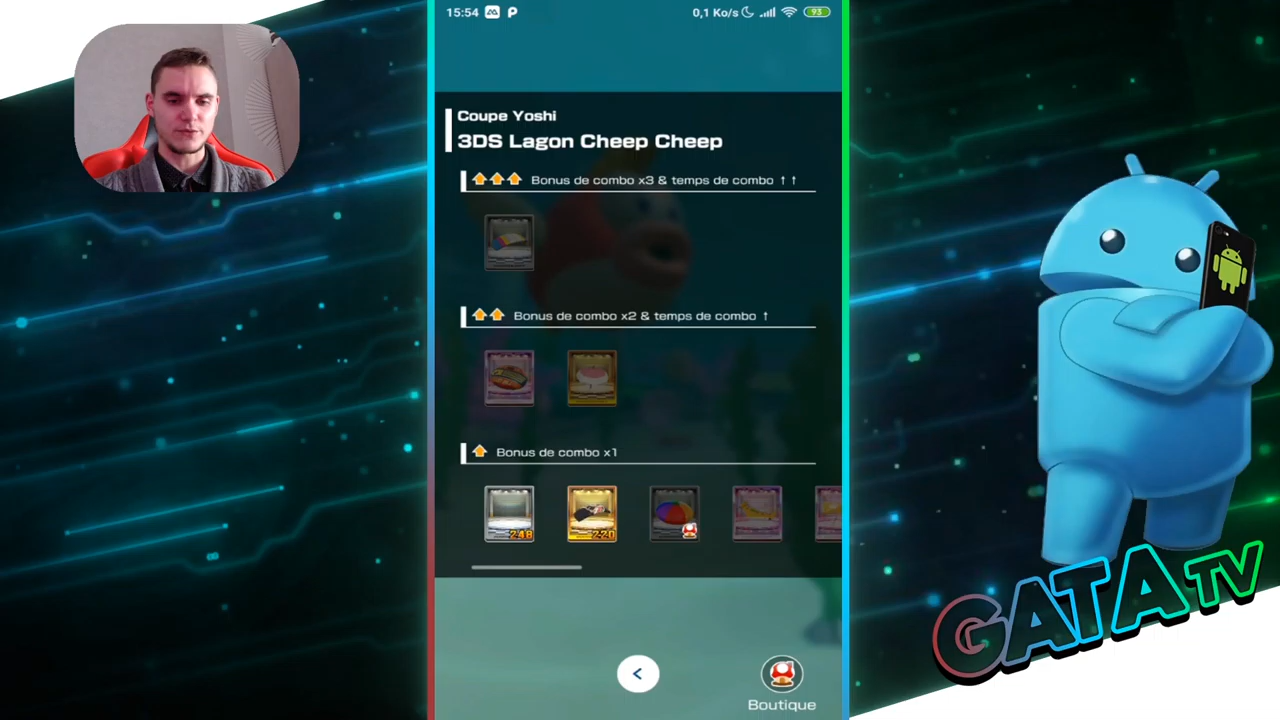 15:54
0,1 Ko/s
93
Coupe Yoshi
3DS Lagon Cheep Cheep
Bonus de combo x3 & temps de combo ↑ ↑
Bonus de combo x2 & temps de combo ↑
Bonus de combo x1
248
220
Boutique
GATA TV